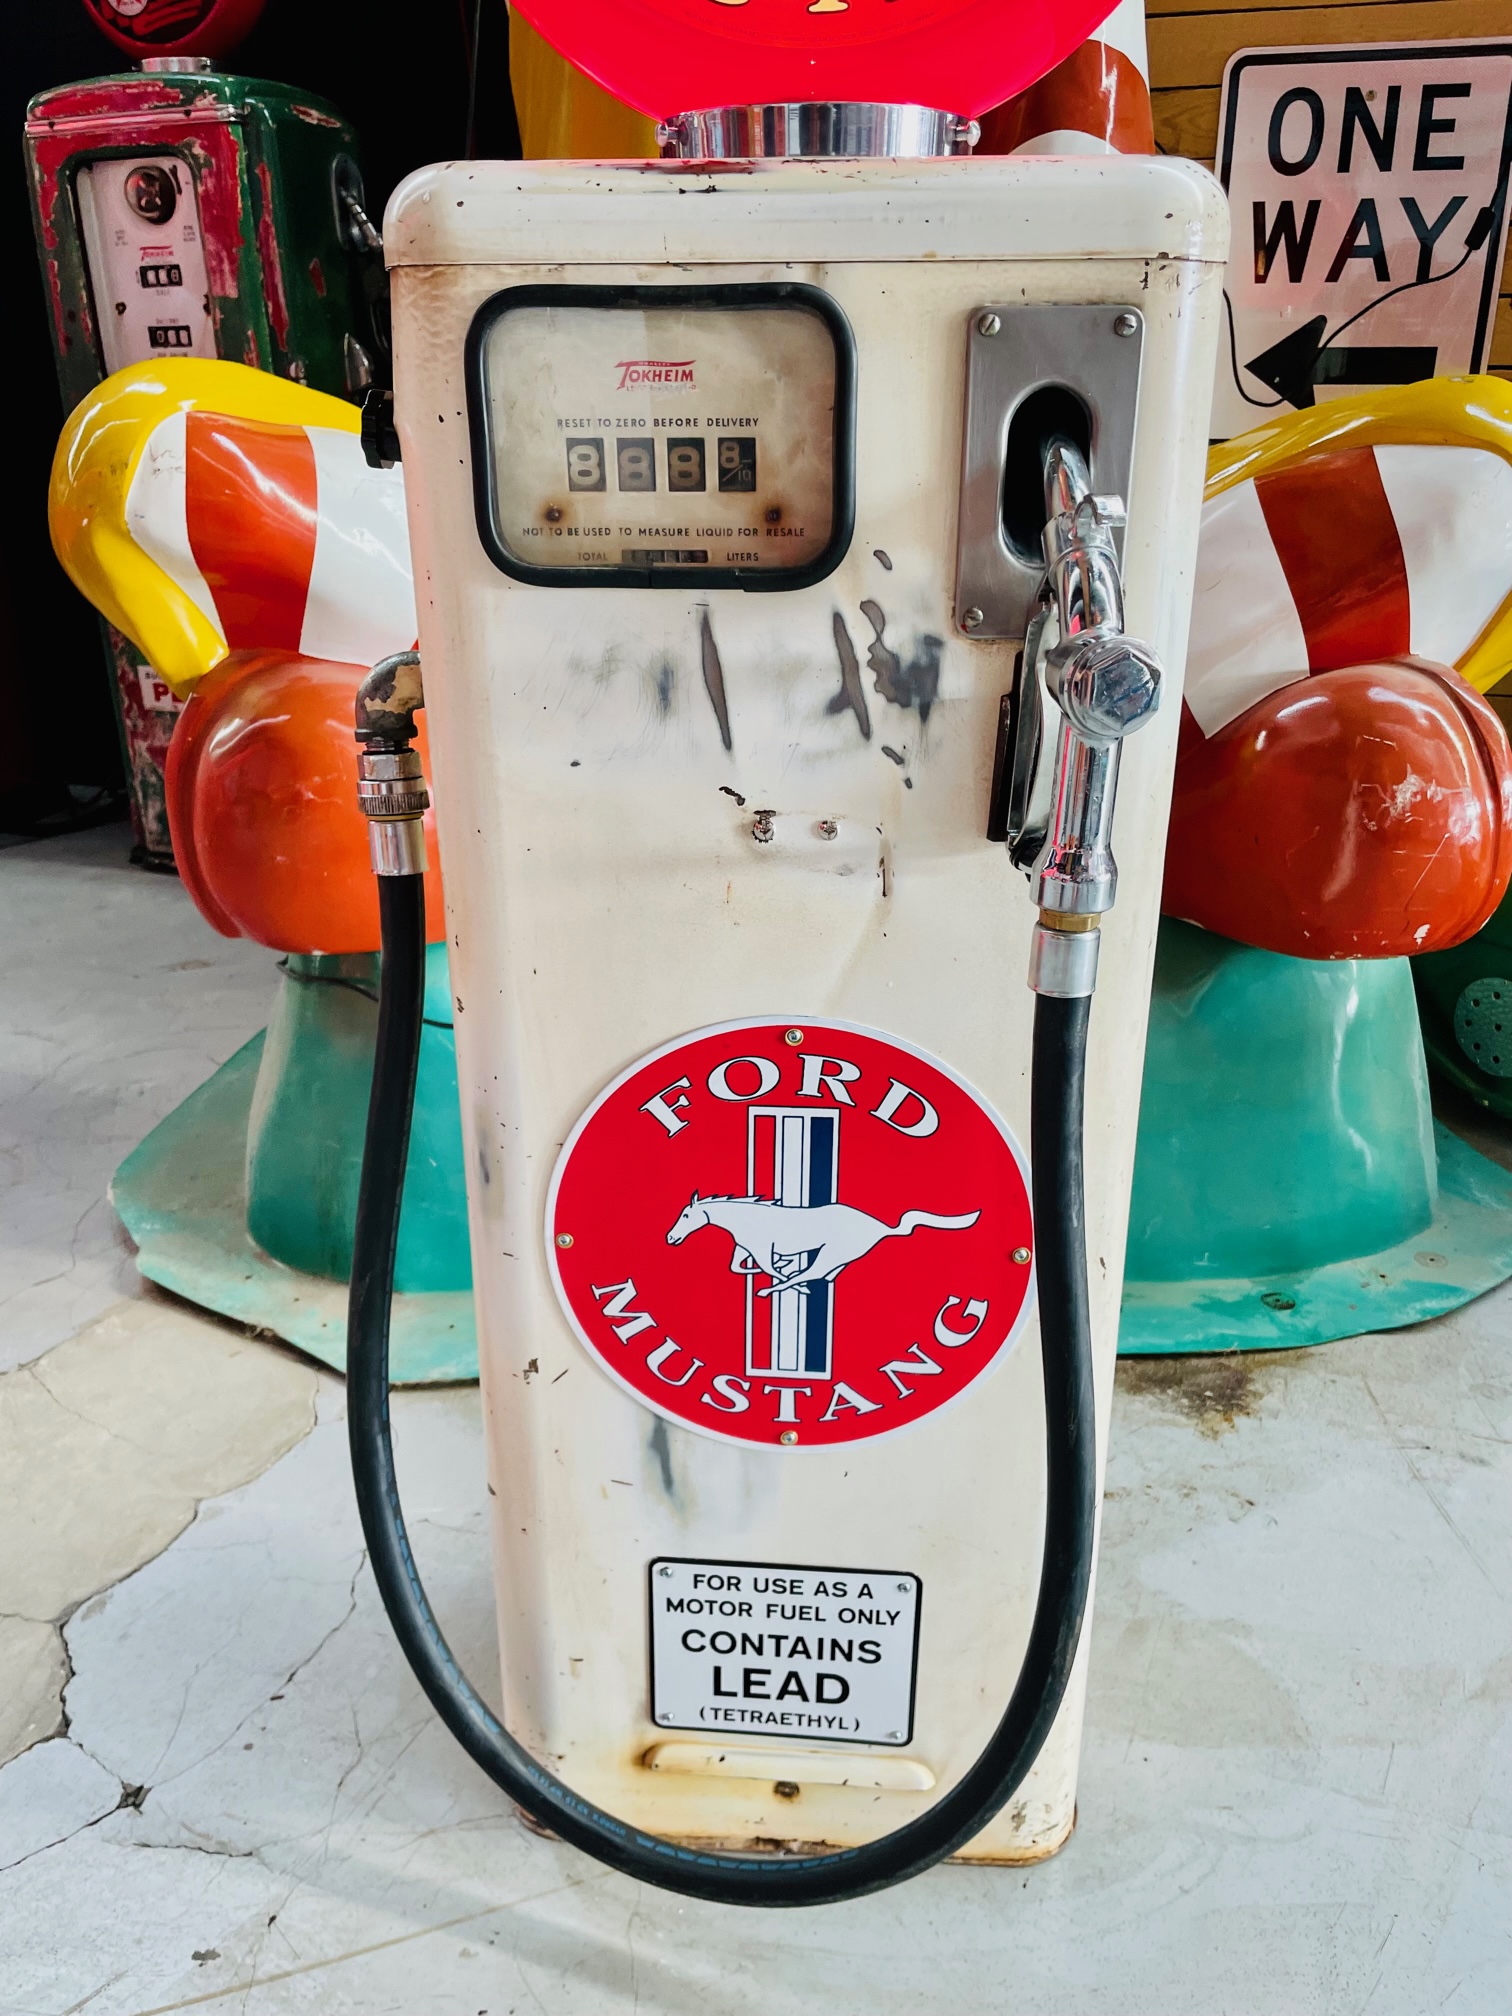 ONE
WAY
TOKHEIM
TOKHEIM
RESET TO ZERO BEFORE DELIVERY
8 8 8 8/10
NOT TO BE USED TO MEASURE LIQUID FOR RESALE
TOTAL LITERS
FORD
MUSTANG
FOR USE AS A
MOTOR FUEL ONLY
CONTAINS
LEAD
(TETRAETHYL)